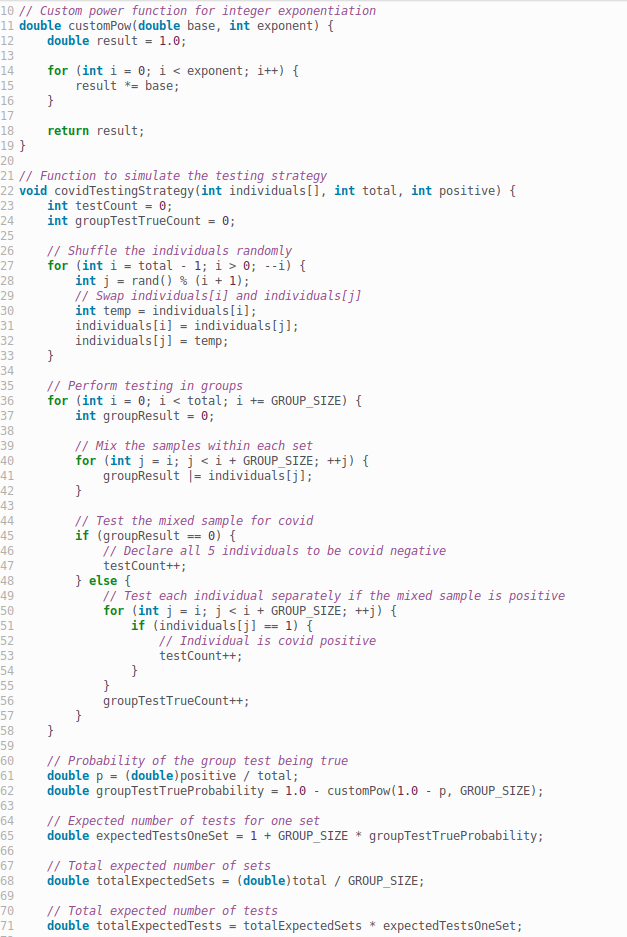 10 // Custom power function for integer exponentiation
11 double customPow(double base, int exponent) {
12     double result = 1.0;
13
14     for (int i = 0; i < exponent; i++) {
15         result *= base;
16     }
17
18     return result;
19 }
20
21 // Function to simulate the testing strategy
22 void covidTestingStrategy(int individuals[], int total, int positive) {
23     int testCount = 0;
24     int groupTestTrueCount = 0;
25
26     // Shuffle the individuals randomly
27     for (int i = total - 1; i > 0; --i) {
28         int j = rand() % (i + 1);
29         // Swap individuals[i] and individuals[j]
30         int temp = individuals[i];
31         individuals[i] = individuals[j];
32         individuals[j] = temp;
33     }
34
35     // Perform testing in groups
36     for (int i = 0; i < total; i += GROUP_SIZE) {
37         int groupResult = 0;
38
39         // Mix the samples within each set
40         for (int j = i; j < i + GROUP_SIZE; ++j) {
41             groupResult |= individuals[j];
42         }
43
44         // Test the mixed sample for covid
45         if (groupResult == 0) {
46             // Declare all 5 individuals to be covid negative
47             testCount++;
48         } else {
49             // Test each individual separately if the mixed sample is positive
50             for (int j = i; j < i + GROUP_SIZE; ++j) {
51                 if (individuals[j] == 1) {
52                     // Individual is covid positive
53                     testCount++;
54                 }
55             }
56             groupTestTrueCount++;
57         }
58     }
59
60     // Probability of the group test being true
61     double p = (double)positive / total;
62     double groupTestTrueProbability = 1.0 - customPow(1.0 - p, GROUP_SIZE);
63
64     // Expected number of tests for one set
65     double expectedTestsOneSet = 1 + GROUP_SIZE * groupTestTrueProbability;
66
67     // Total expected number of sets
68     double totalExpectedSets = (double)total / GROUP_SIZE;
69
70     // Total expected number of tests
71     double totalExpectedTests = totalExpectedSets * expectedTestsOneSet;